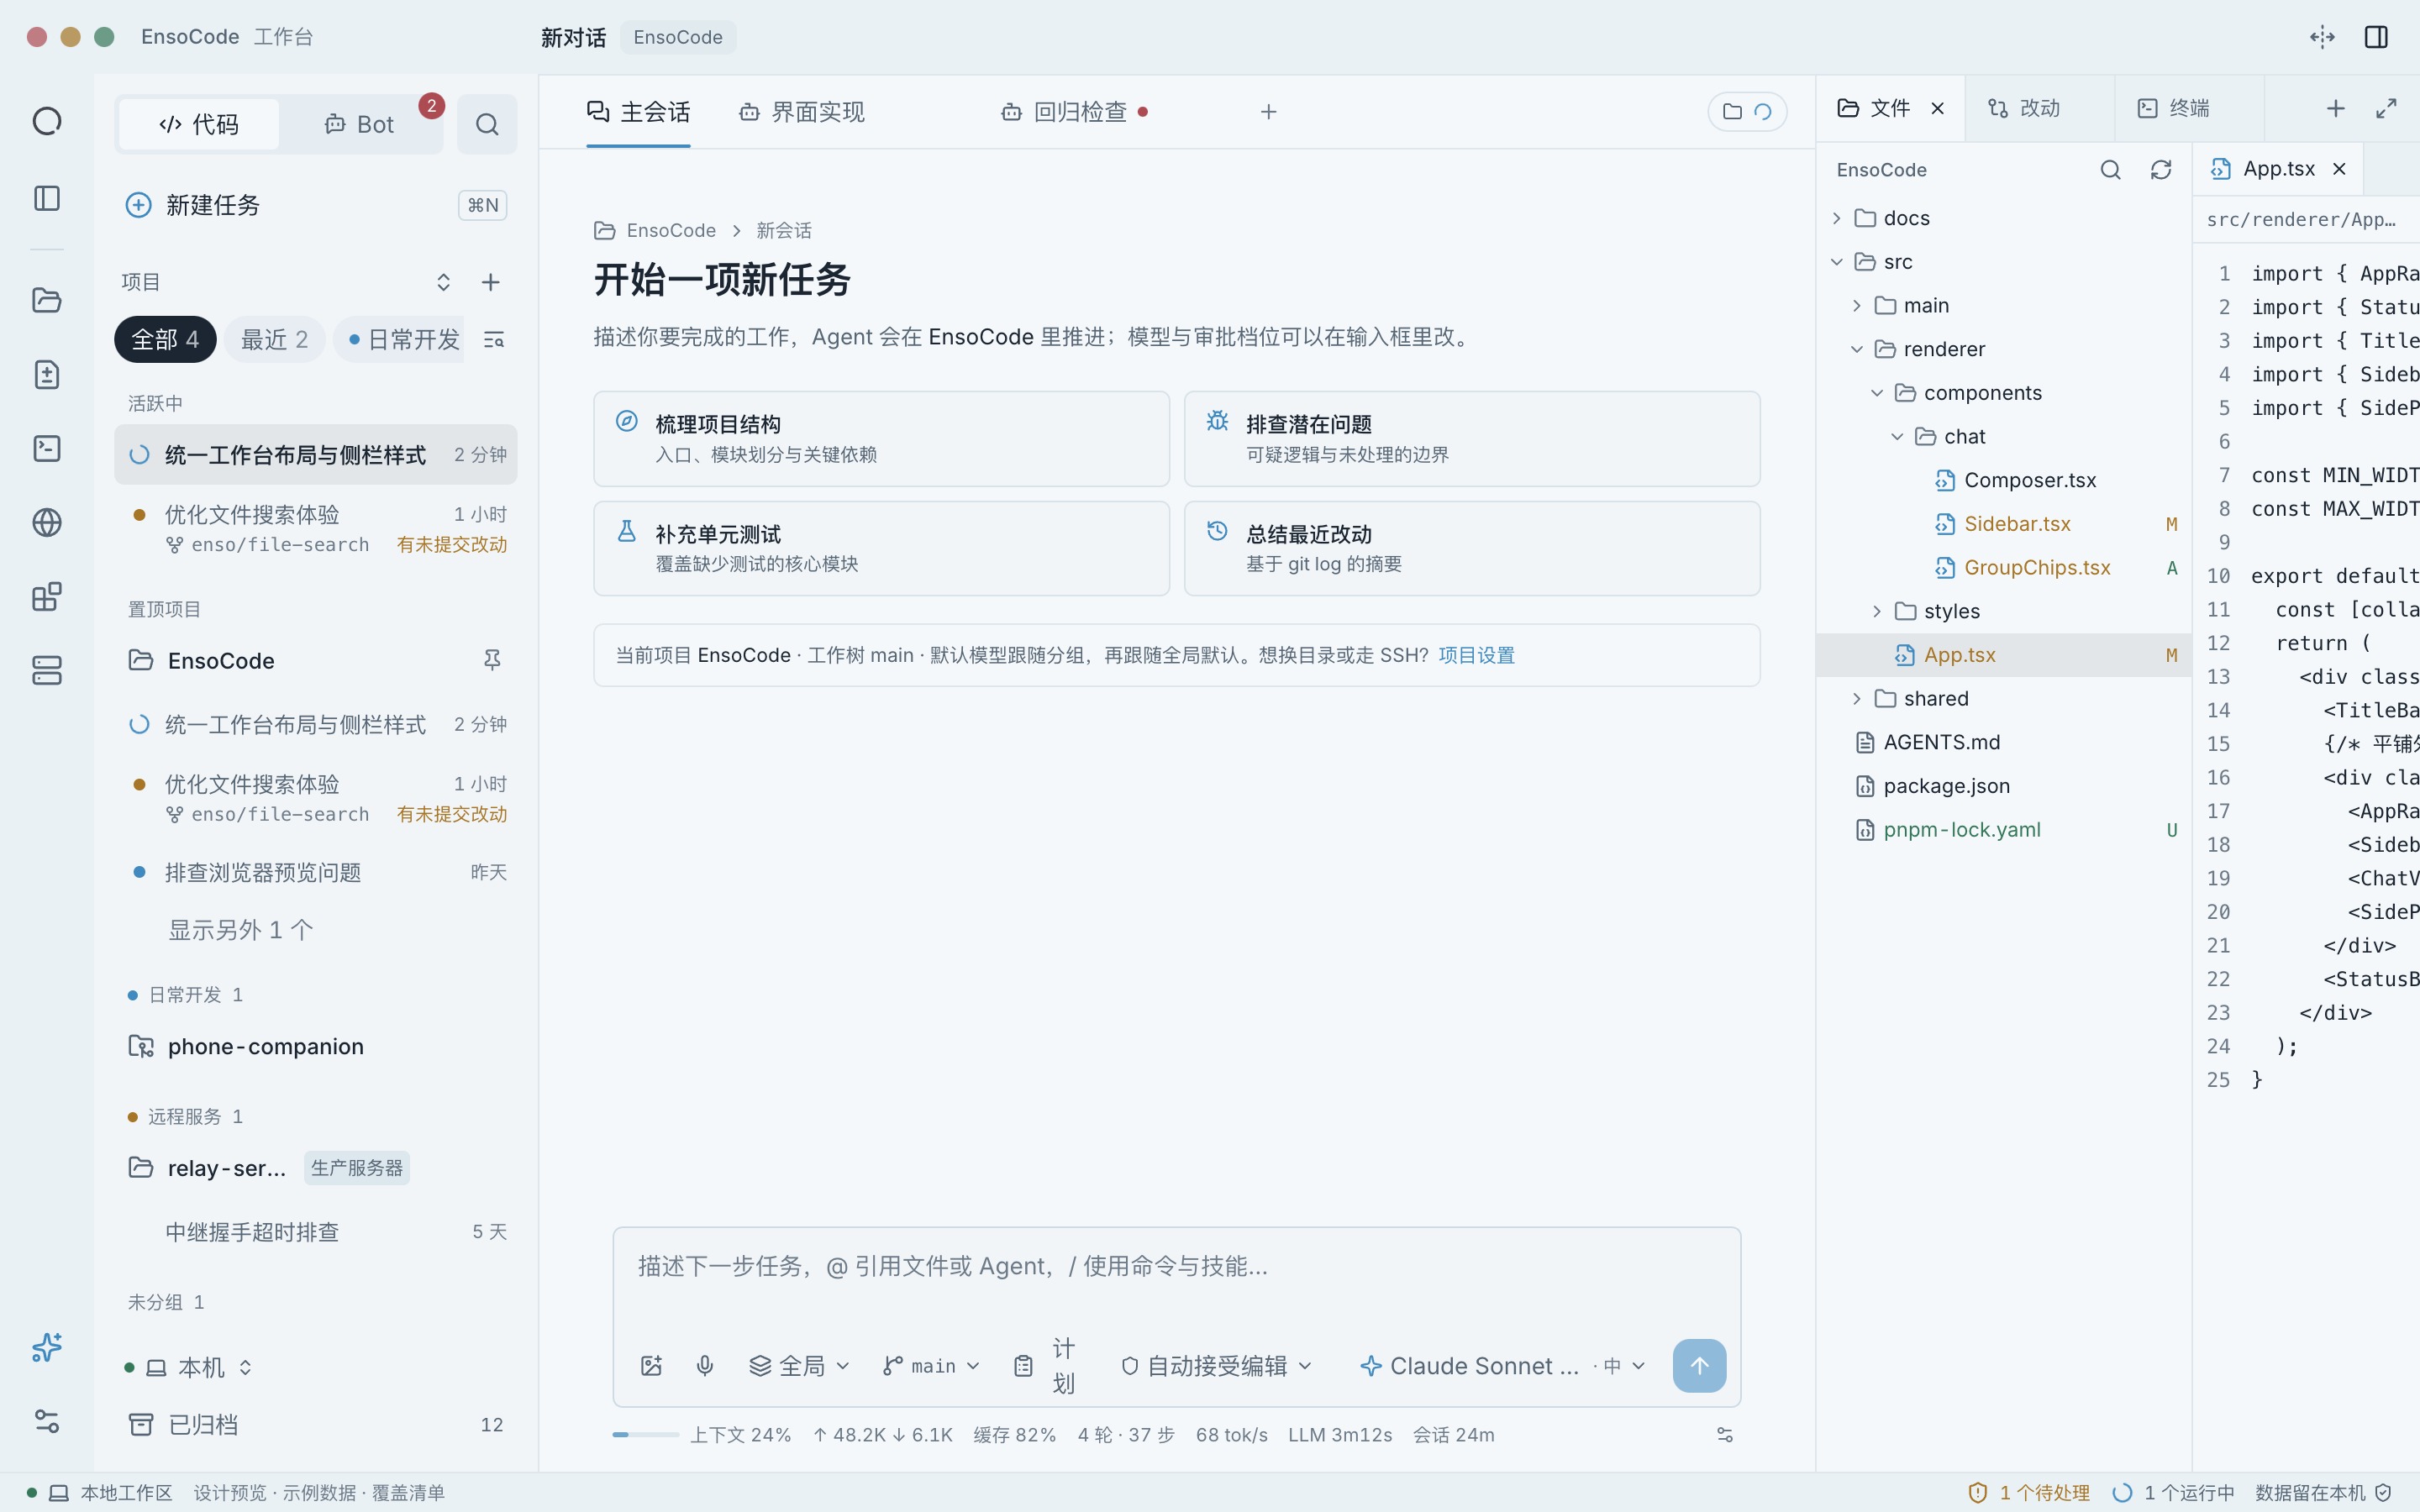 EnsoCode 工作台
新对话 EnsoCode
代码 Bot 2
新建任务 ⌘N
项目
全部 4 最近 2 日常开发
活跃中
统一工作台布局与侧栏样式 2 分钟
优化文件搜索体验 1 小时
enso/file-search 有未提交改动
置顶项目
EnsoCode
统一工作台布局与侧栏样式 2 分钟
优化文件搜索体验 1 小时
enso/file-search 有未提交改动
排查浏览器预览问题 昨天
显示另外 1 个
日常开发 1
phone-companion
远程服务 1
relay-ser... 生产服务器
中继握手超时排查 5 天
未分组 1
本机
已归档 12
主会话 界面实现 回归检查
EnsoCode 新会话
开始一项新任务
描述你要完成的工作，Agent 会在 EnsoCode 里推进；模型与审批档位可以在输入框里改。
梳理项目结构
入口、模块划分与关键依赖
排查潜在问题
可疑逻辑与未处理的边界
补充单元测试
覆盖缺少测试的核心模块
总结最近改动
基于 git log 的摘要
当前项目 EnsoCode · 工作树 main · 默认模型跟随分组，再跟随全局默认。想换目录或走 SSH？ 项目设置
描述下一步任务，@ 引用文件或 Agent，/ 使用命令与技能...
全局 main 计划 自动接受编辑 Claude Sonnet ... · 中
上下文 24% ↑ 48.2K ↓ 6.1K 缓存 82% 4 轮 · 37 步 68 tok/s LLM 3m12s 会话 24m
文件 改动 终端
EnsoCode
docs
src
main
renderer
components
chat
Composer.tsx
Sidebar.tsx M
GroupChips.tsx A
styles
App.tsx M
shared
AGENTS.md
package.json
pnpm-lock.yaml U
App.tsx
src/renderer/App…
1 import { AppRa
2 import { Statu
3 import { Title
4 import { Sideb
5 import { SideP
6
7 const MIN_WIDT
8 const MAX_WIDT
9
10 export default
11 const [colla
12 return (
13 <div class
14 <TitleBa
15 {/* 平铺
16 <div cla
17 <AppRa
18 <Sideb
19 <ChatV
20 <SideP
21 </div>
22 <StatusB
23 </div>
24 );
25 }
本地工作区 设计预览 · 示例数据 · 覆盖清单
1 个待处理 1 个运行中 数据留在本机